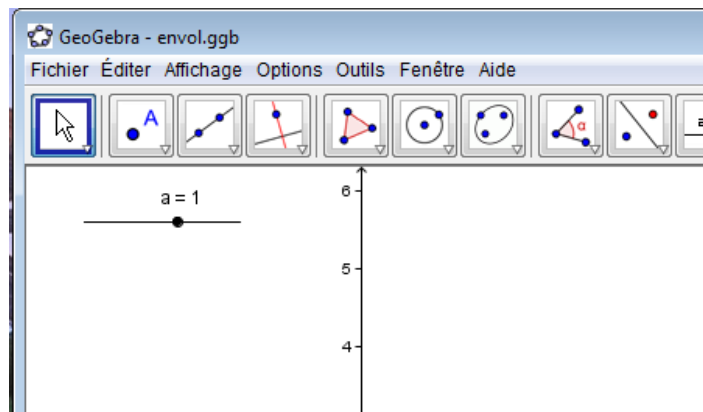 GeoGebra - envol.ggb
Fichier Éditer Affichage Options Outils Fenêtre Aide
A
α
a
a = 1
6
5
4